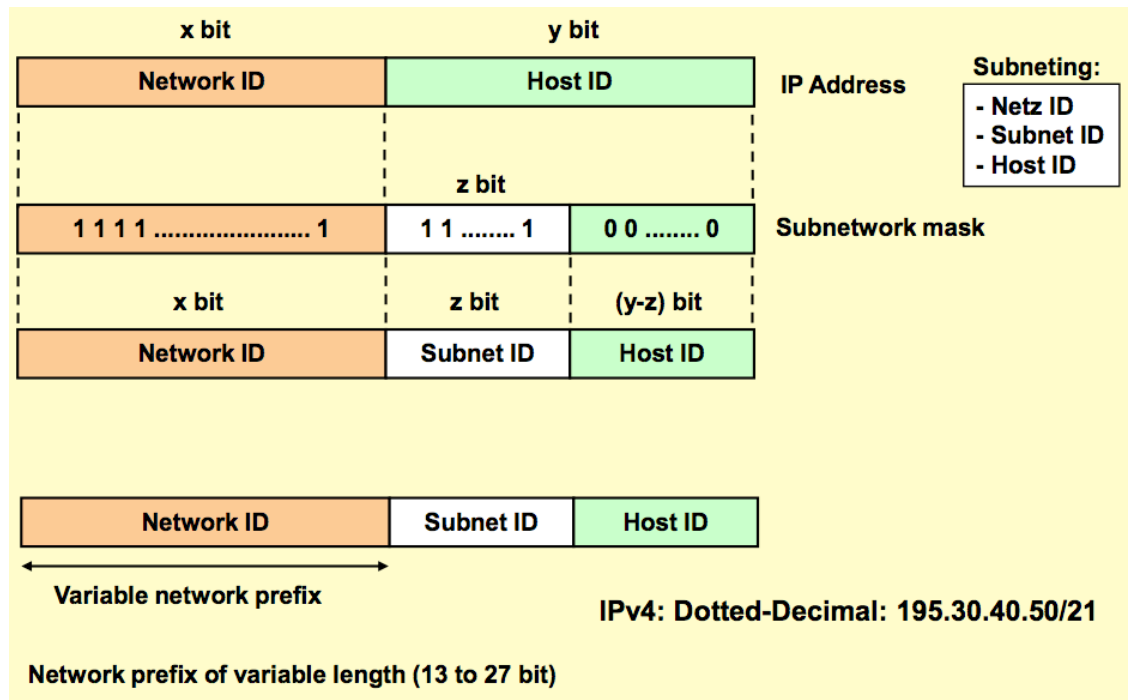 x bit y bit
Network ID Host ID IP Address
Subneting:
- Netz ID
- Subnet ID
- Host ID
z bit
1 1 1 1 ...................... 1 1 1 ........ 1 0 0 ........ 0 Subnetwork mask
x bit z bit (y-z) bit
Network ID Subnet ID Host ID
Network ID Subnet ID Host ID
Variable network prefix
IPv4: Dotted-Decimal: 195.30.40.50/21
Network prefix of variable length (13 to 27 bit)